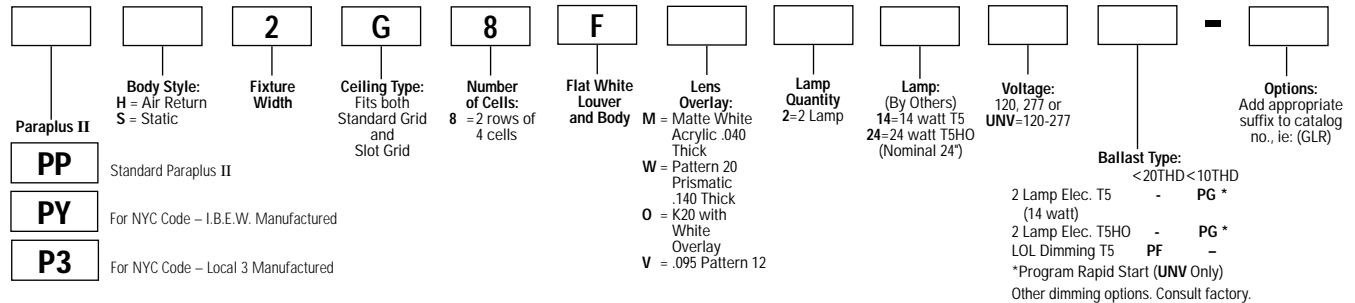 2 G 8 F -
Paraplus II
Body Style:
H = Air Return
S = Static
Fixture
Width
Ceiling Type:
Fits both
Standard Grid
and
Slot Grid
Number
of Cells:
8 =2 rows of
4 cells
Flat White
Louver
and Body
Lens
Overlay:
M = Matte White
Acrylic .040
Thick
W = Pattern 20
Prismatic
.140 Thick
O = K20 with
White
Overlay
V = .095 Pattern 12
Lamp
Quantity
2=2 Lamp
Lamp:
(By Others)
14=14 watt T5
24=24 watt T5HO
(Nominal 24")
Voltage:
120, 277 or
UNV=120-277
Ballast Type:
<20THD <10THD
2 Lamp Elec. T5 - PG *
(14 watt)
2 Lamp Elec. T5HO - PG *
LOL Dimming T5 PF –
*Program Rapid Start (UNV Only)
Other dimming options. Consult factory.
Options:
Add appropriate
suffix to catalog
no., ie: (GLR)
PP Standard Paraplus II
PY For NYC Code – I.B.E.W. Manufactured
P3 For NYC Code – Local 3 Manufactured